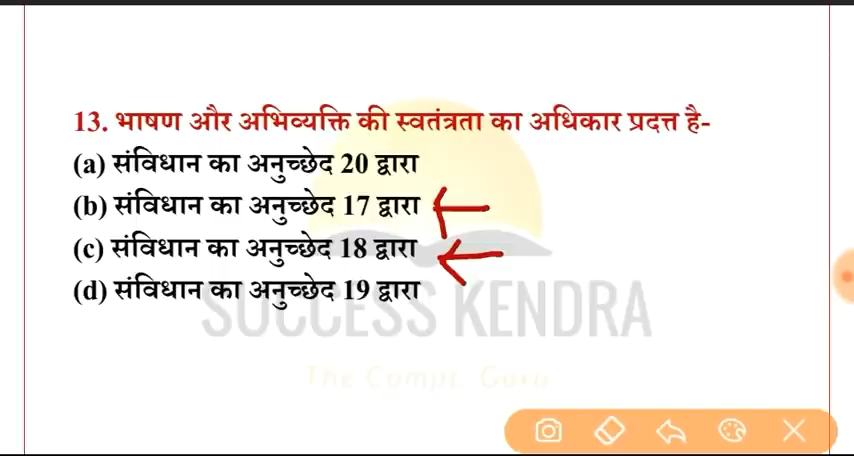 13. भाषण और अभिव्यक्ति की स्वतंत्रता का अधिकार प्रदत्त है-
(a) संविधान का अनुच्छेद 20 द्वारा
(b) संविधान का अनुच्छेद 17 द्वारा
(c) संविधान का अनुच्छेद 18 द्वारा
(d) संविधान का अनुच्छेद 19 द्वारा
SUCCESS KENDRA
The Compt. Guru